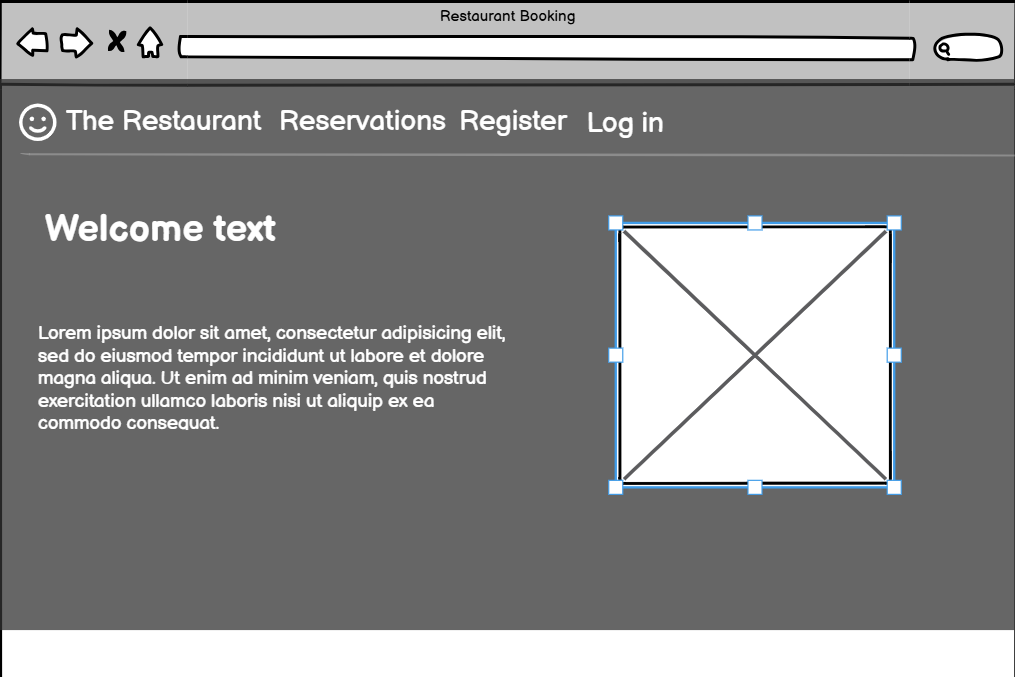 Restaurant Booking
The Restaurant Reservations Register Log in
Welcome text
Lorem ipsum dolor sit amet, consectetur adipisicing elit,
sed do eiusmod tempor incididunt ut labore et dolore
magna aliqua. Ut enim ad minim veniam, quis nostrud
exercitation ullamco laboris nisi ut aliquip ex ea
commodo consequat.